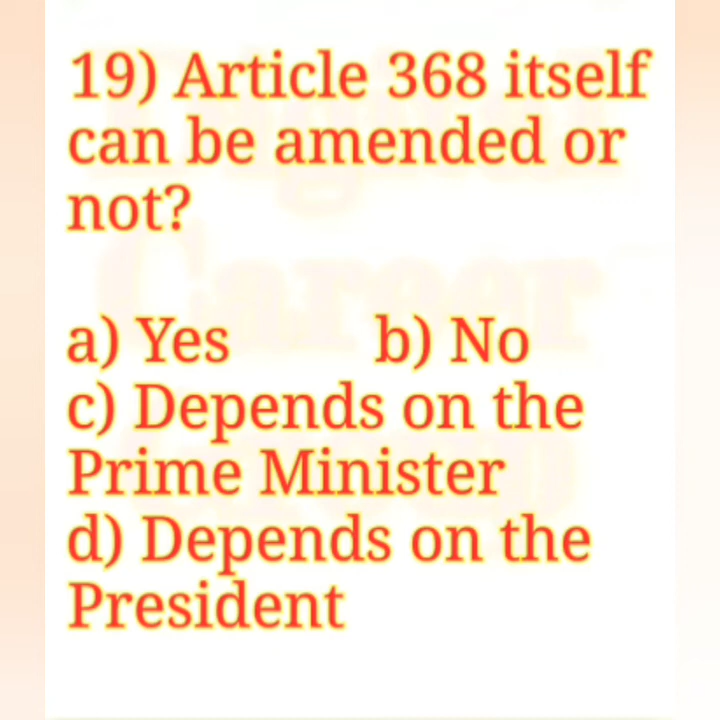 19) Article 368 itself
can be amended or
not?
a) Yes b) No
c) Depends on the
Prime Minister
d) Depends on the
President